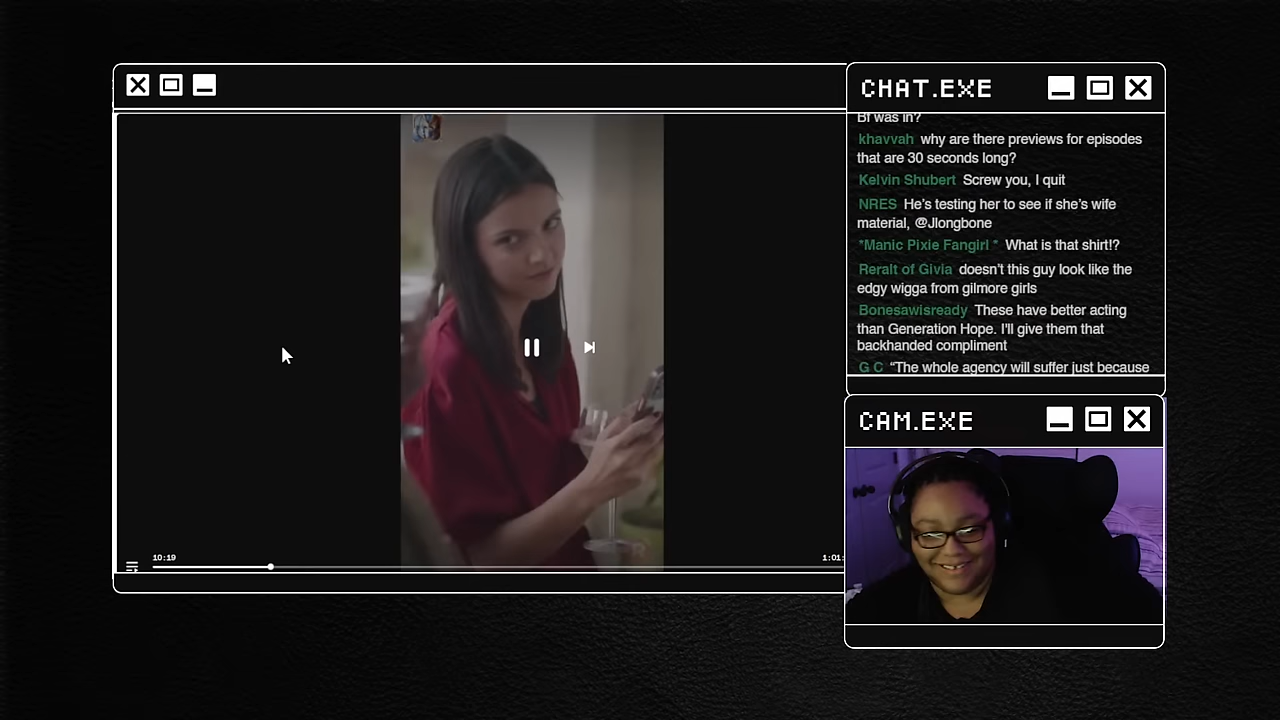 CHAT.EXE
Bf was in?
khavvah why are there previews for episodes
that are 30 seconds long?
Kelvin Shubert Screw you, I quit
NRES He's testing her to see if she's wife
material, @Jlongbone
*Manic Pixie Fangirl * What is that shirt!?
Reralt of Givia doesn't this guy look like the
edgy wigga from gilmore girls
Bonesawisready These have better acting
than Generation Hope. I'll give them that
backhanded compliment
G C “The whole agency will suffer just because
CAM.EXE
10:19
1:01: